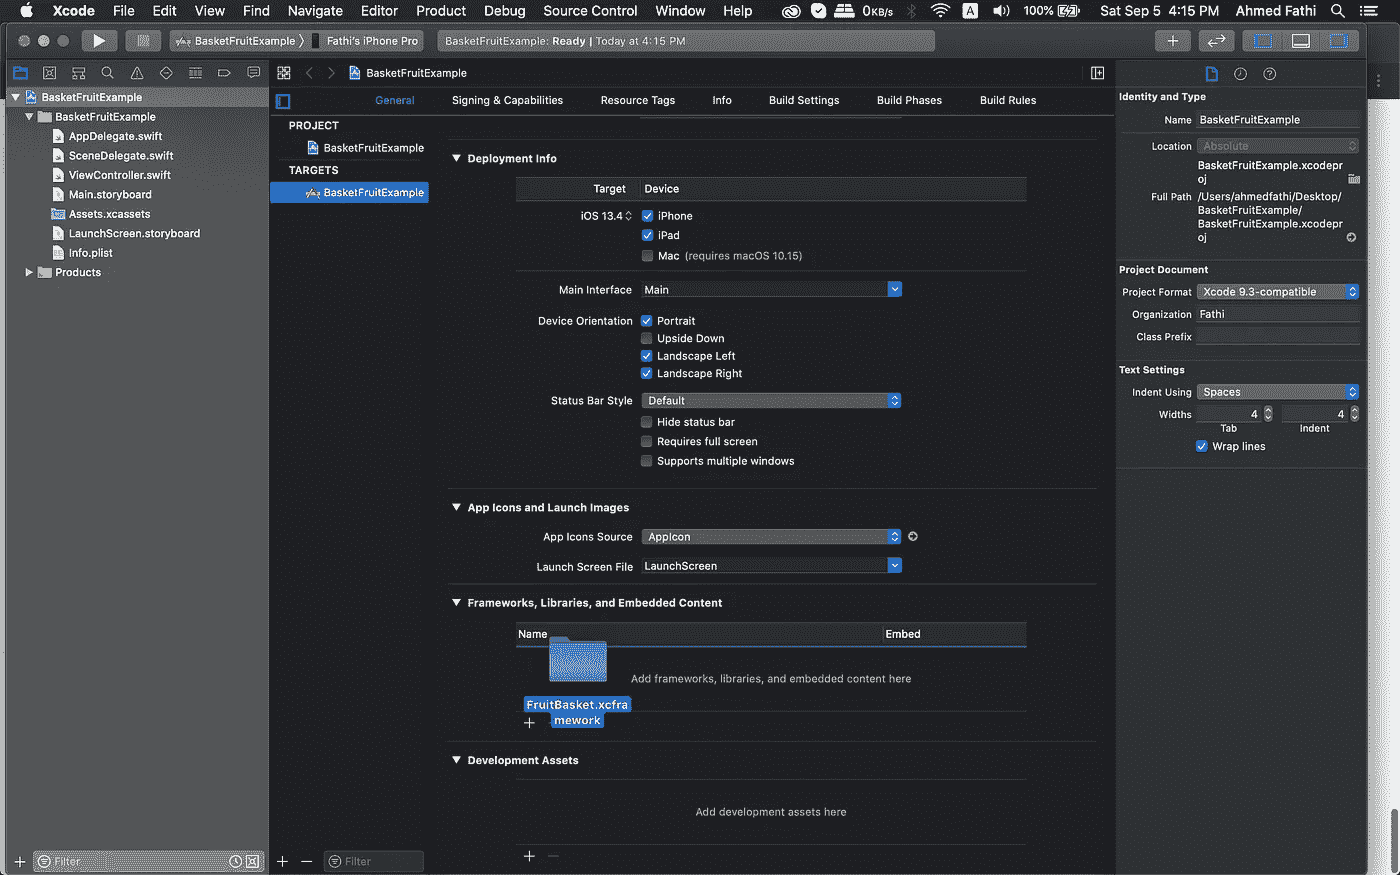 Xcode File Edit View Find Navigate Editor Product Debug Source Control Window Help 0KB/s A 100% Sat Sep 5 4:15 PM Ahmed Fathi
BasketFruitExample Fathi's iPhone Pro
BasketFruitExample: Ready | Today at 4:15 PM
BasketFruitExample
BasketFruitExample
AppDelegate.swift
SceneDelegate.swift
ViewController.swift
Main.storyboard
Assets.xcassets
LaunchScreen.storyboard
Info.plist
Products
Filter
BasketFruitExample
General Signing & Capabilities Resource Tags Info Build Settings Build Phases Build Rules
PROJECT
BasketFruitExample
TARGETS
BasketFruitExample
Filter
Deployment Info
Target Device
iOS 13.4 iPhone
iPad
Mac (requires macOS 10.15)
Main Interface Main
Device Orientation Portrait
Upside Down
Landscape Left
Landscape Right
Status Bar Style Default
Hide status bar
Requires full screen
Supports multiple windows
App Icons and Launch Images
App Icons Source AppIcon
Launch Screen File LaunchScreen
Frameworks, Libraries, and Embedded Content
Name Embed
Add frameworks, libraries, and embedded content here
FruitBasket.xcfra
mework
Development Assets
Add development assets here
Identity and Type
Name BasketFruitExample
Location Absolute
BasketFruitExample.xcodepr
oj
Full Path /Users/ahmedfathi/Desktop/
BasketFruitExample/
BasketFruitExample.xcodepr
oj
Project Document
Project Format Xcode 9.3-compatible
Organization Fathi
Class Prefix
Text Settings
Indent Using Spaces
Widths 4 4
Tab Indent
Wrap lines